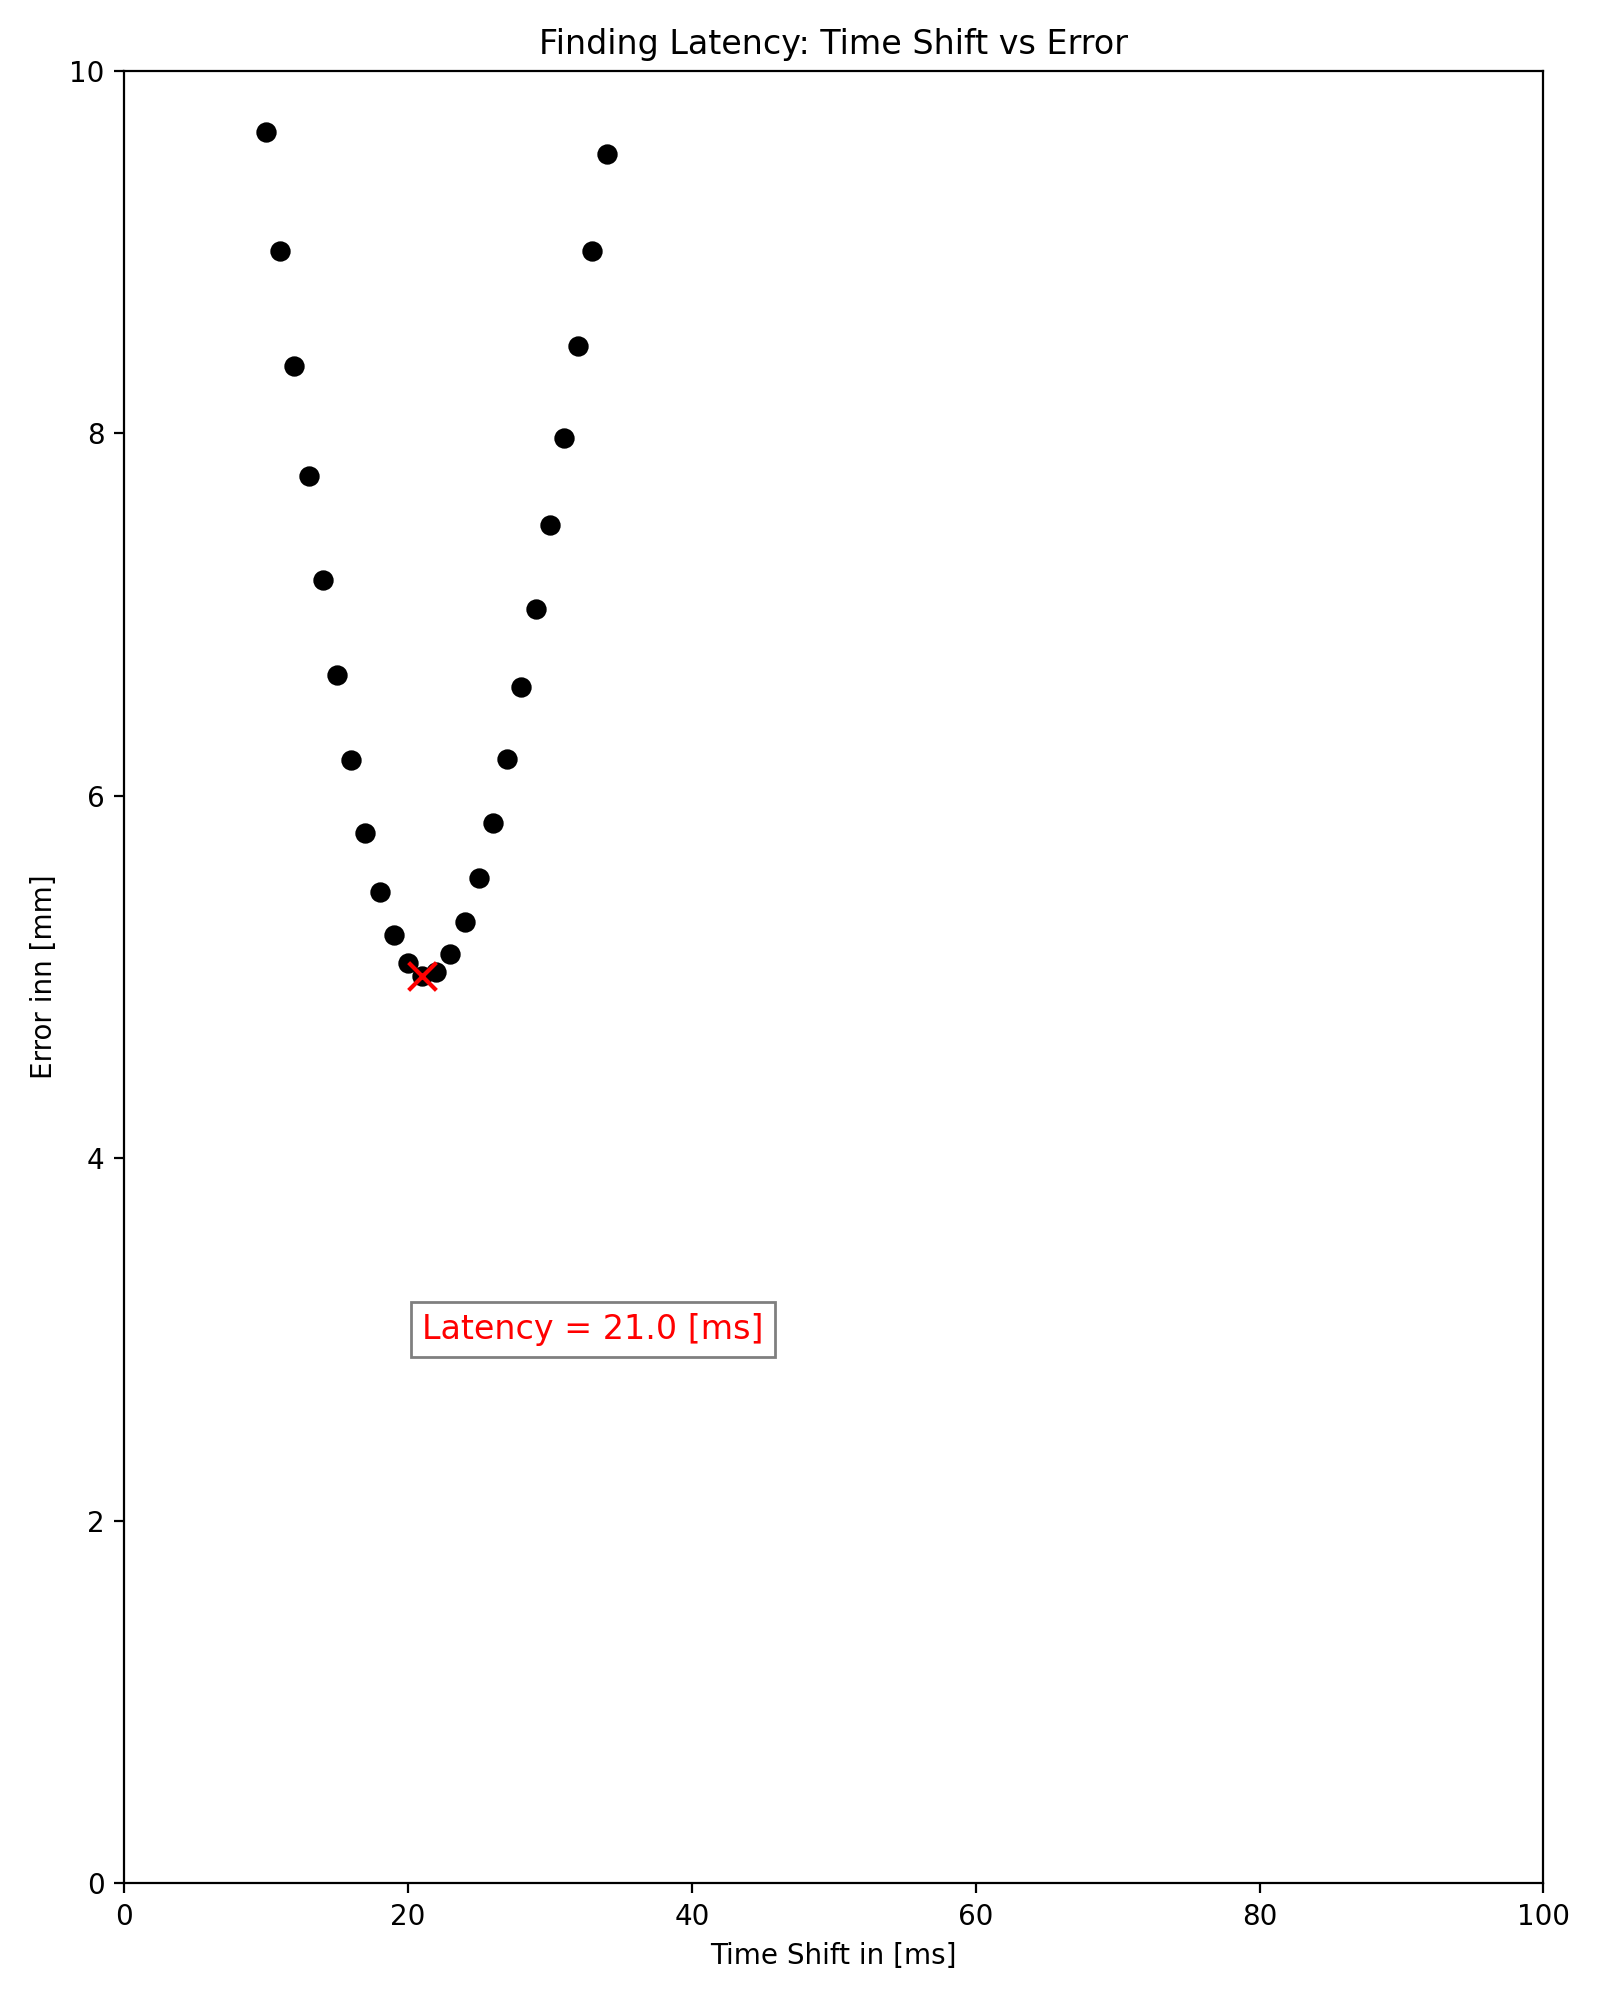 Finding Latency: Time Shift vs Error
10
8
6
4
2
0
Error inn [mm]
Latency = 21.0 [ms]
0 20 40 60 80 100
Time Shift in [ms]